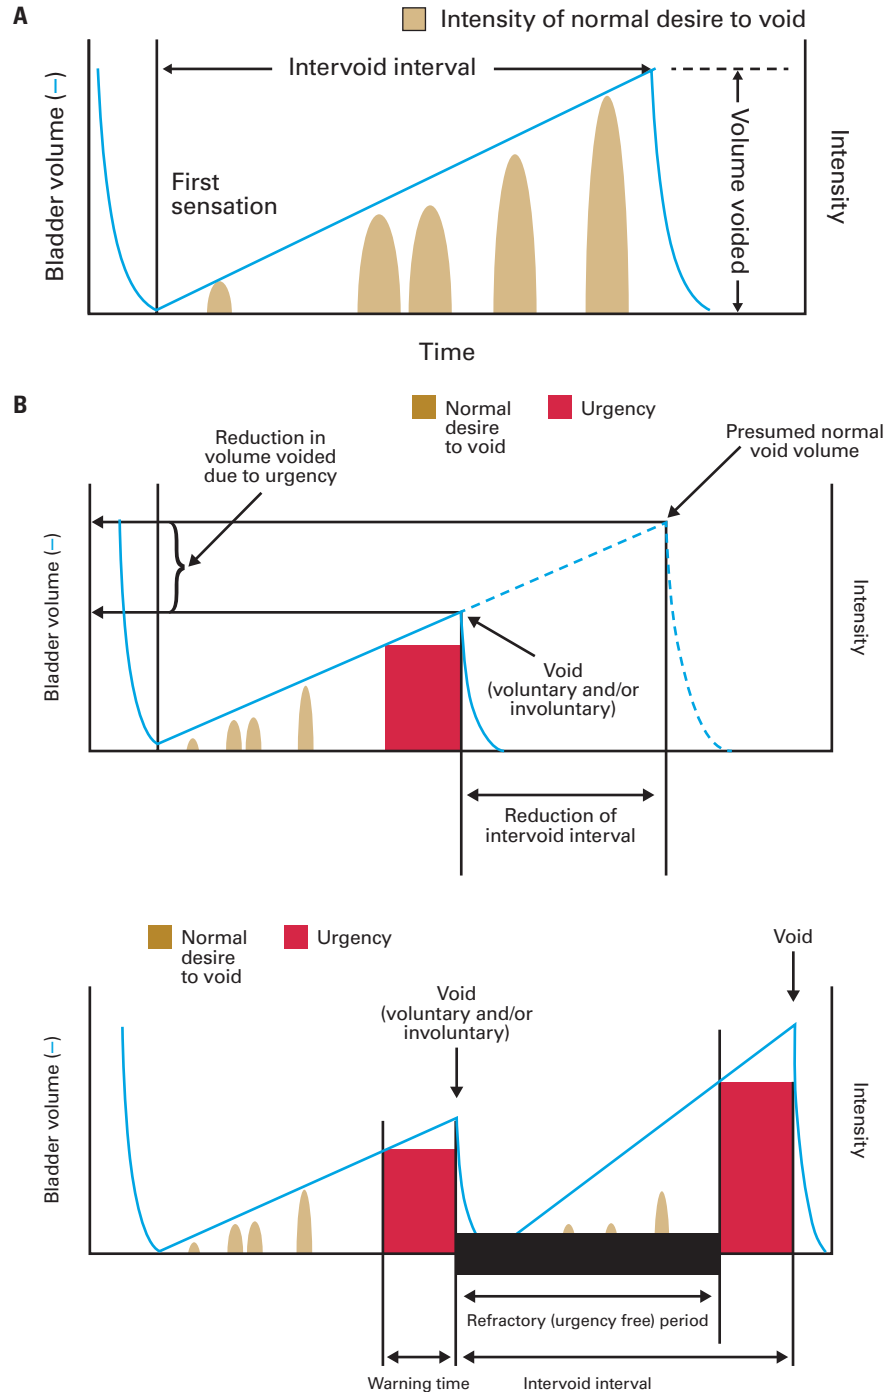 A
Intensity of normal desire to void
Bladder volume (–)
Intervoid interval
First
sensation
Volume voided
Intensity
Time
B
Normal
desire
to void
Urgency
Reduction in
volume voided
due to urgency
Presumed normal
void volume
Bladder volume (–)
Intensity
Void
(voluntary and/or
involuntary)
Reduction of
intervoid interval
Normal
desire
to void
Urgency
Void
Void
(voluntary and/or
involuntary)
Bladder volume (–)
Intensity
Refractory (urgency free) period
Warning time
Intervoid interval